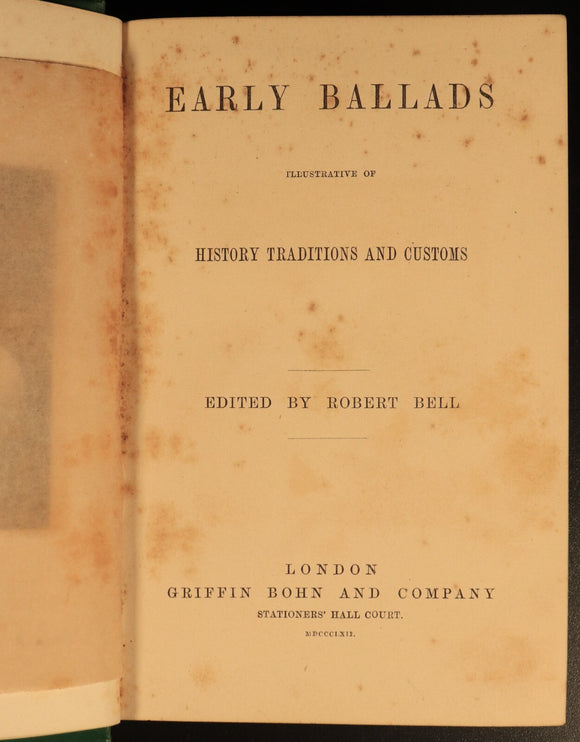 EARLY BALLADS
ILLUSTRATIVE OF
HISTORY TRADITIONS AND CUSTOMS
EDITED BY ROBERT BELL
LONDON
GRIFFIN BOHN AND COMPANY
STATIONERS' HALL COURT.
MDCCCLXII.